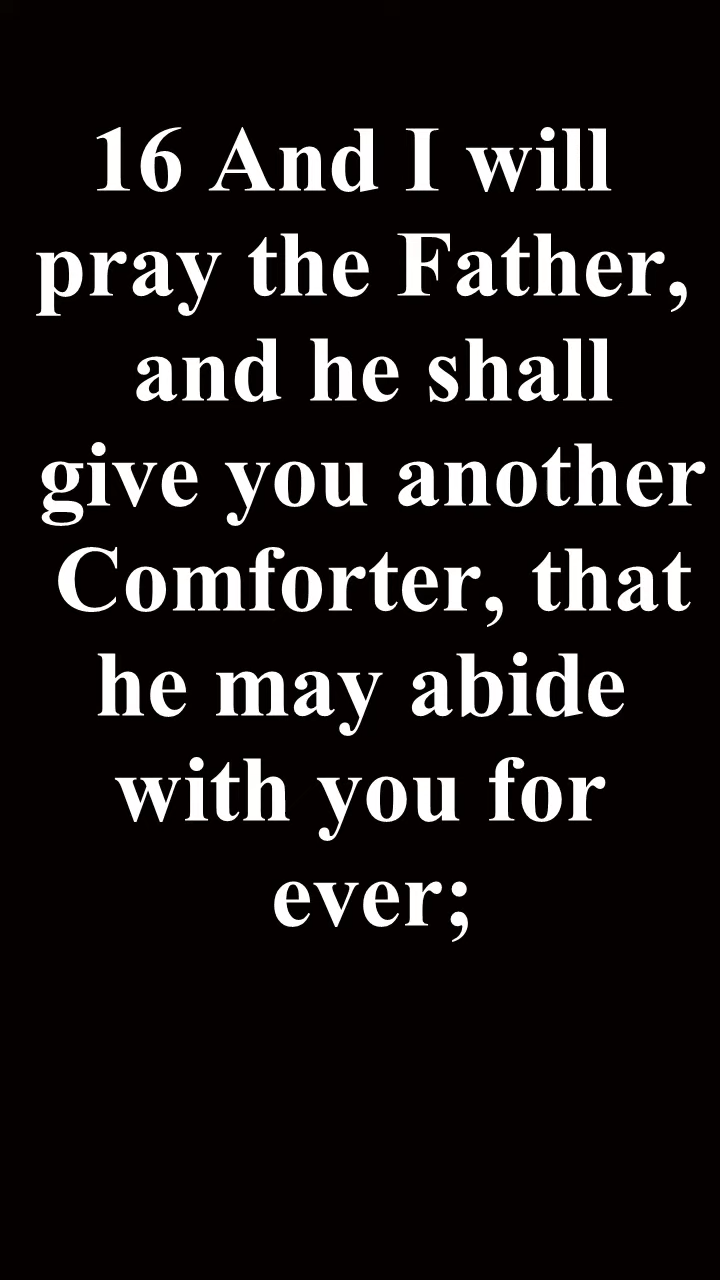 16 And I will
pray the Father,
and he shall
give you another
Comforter, that
he may abide
with you for
ever;